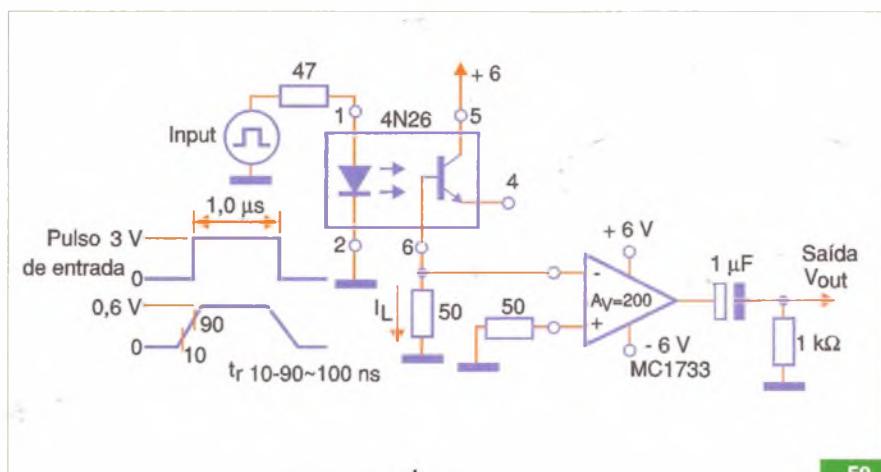 47
+ 6
1
5
4N26
Input
4
1,0 µs
2
6
+ 6 V
1 µF
Saída
Vout
Pulso 3 V
de entrada 0
-
AV=200
+
IL
50
50
0,6 V
90
10
0
tr 10-90~100 ns
- 6 V
MC1733
1 kΩ
59